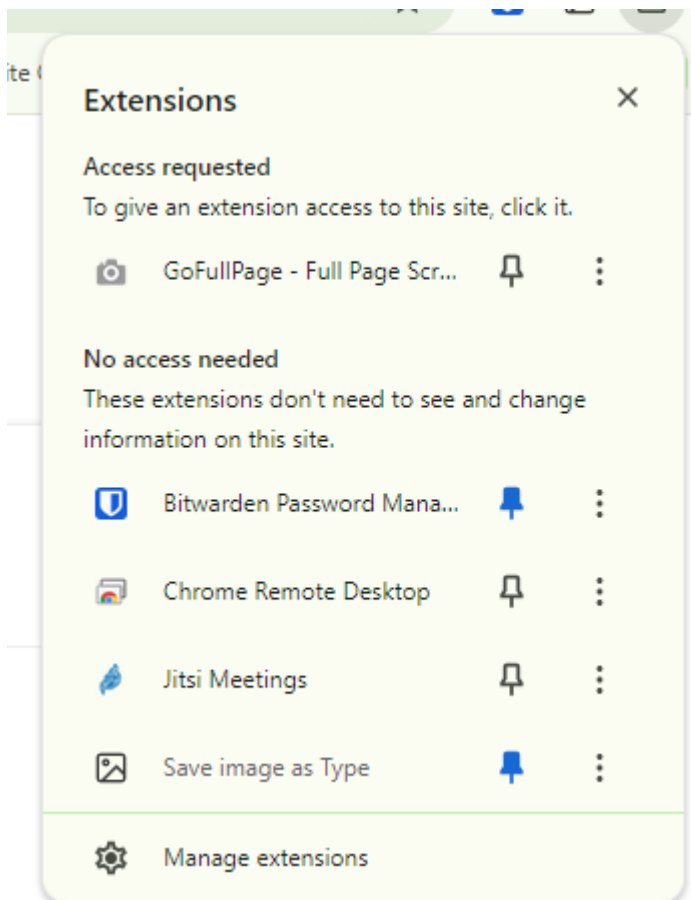 ite
Extensions
Access requested
To give an extension access to this site, click it.
GoFullPage - Full Page Scr...
No access needed
These extensions don't need to see and change
information on this site.
Bitwarden Password Mana...
Chrome Remote Desktop
Jitsi Meetings
Save image as Type
Manage extensions